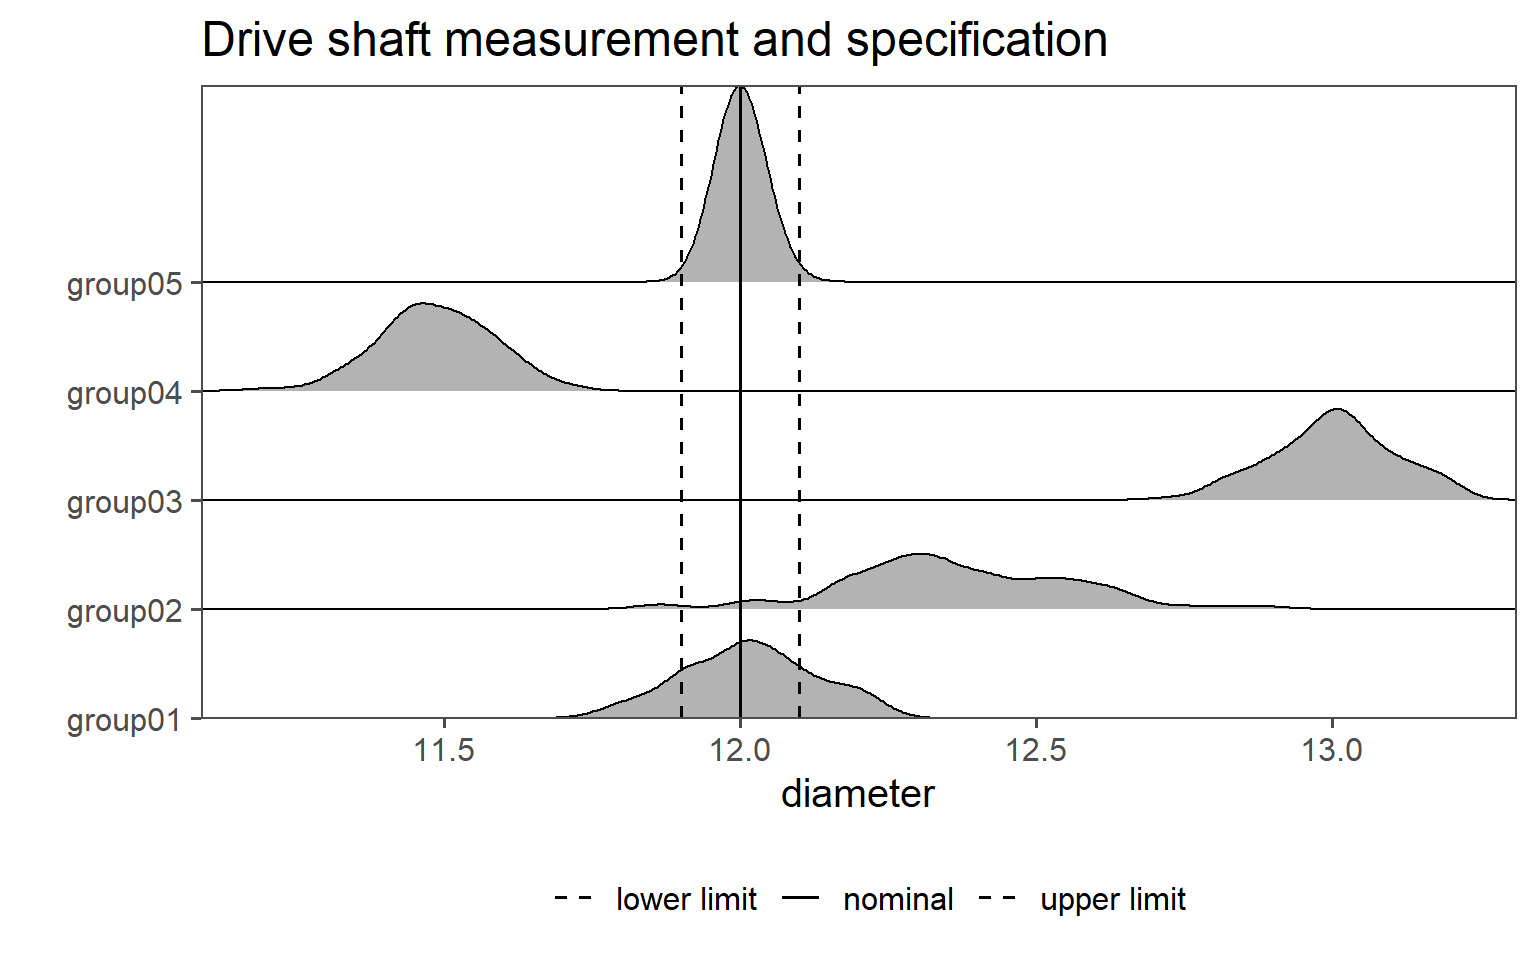 Drive shaft measurement and specification
group05
group04
group03
group02
group01
11.5 12.0 12.5 13.0
diameter
lower limit nominal upper limit